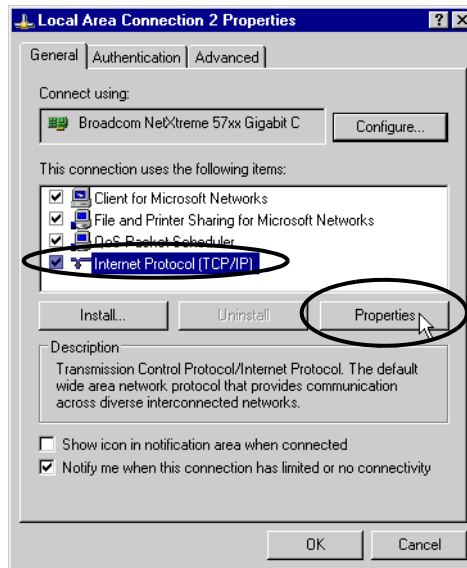 Local Area Connection 2 Properties
General Authentication Advanced
Connect using:
Broadcom NetXtreme 57xx Gigabit C Configure...
This connection uses the following items:
Client for Microsoft Networks
File and Printer Sharing for Microsoft Networks
QoS Packet Scheduler
Internet Protocol (TCP/IP)
Install... Uninstall Properties
Description
Transmission Control Protocol/Internet Protocol. The default
wide area network protocol that provides communication
across diverse interconnected networks.
Show icon in notification area when connected
Notify me when this connection has limited or no connectivity
OK Cancel